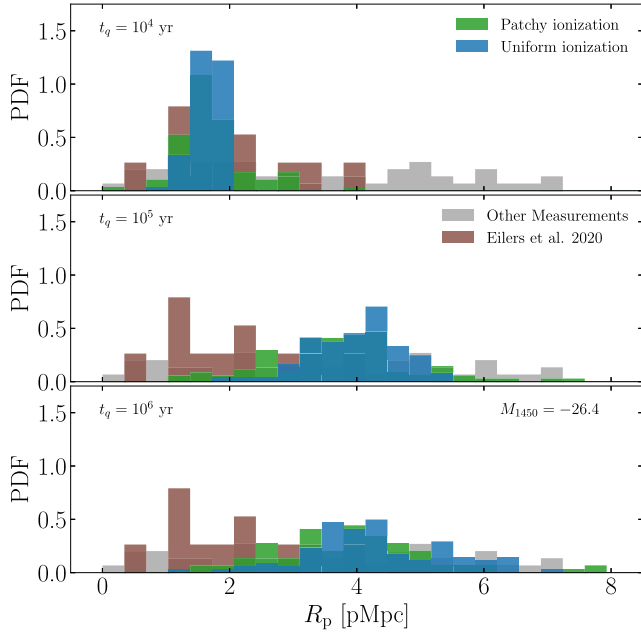 t_q = 10^4 yr
Patchy ionization
Uniform ionization
PDF
1.5
1.0
0.5
0.0
t_q = 10^5 yr
Other Measurements
Eilers et al. 2020
PDF
1.5
1.0
0.5
0.0
t_q = 10^6 yr
M_1450 = −26.4
PDF
1.5
1.0
0.5
0.0
0 2 4 6 8
R_p [pMpc]